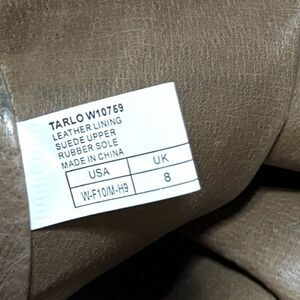 TARLO W10759
LEATHER LINING
SUEDE UPPER
RUBBER SOLE
MADE IN CHINA
USA UK
W-F10/M-H9 8